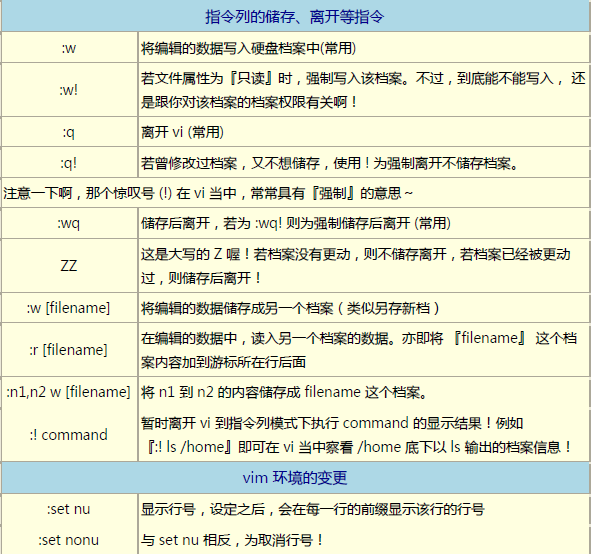 指令列的储存、离开等指令
:w 将编辑的数据写入硬盘档案中(常用)
:w! 若文件属性为『只读』时，强制写入该档案。不过，到底能不能写入， 还
是跟你对该档案的档案权限有关啊！
:q 离开 vi (常用)
:q! 若曾修改过档案，又不想储存，使用 ! 为强制离开不储存档案。
注意一下啊，那个惊叹号 (!) 在 vi 当中，常常具有『强制』的意思～
:wq 储存后离开，若为 :wq! 则为强制储存后离开 (常用)
ZZ 这是大写的 Z 喔！若档案没有更动，则不储存离开，若档案已经被更动
过，则储存后离开！
:w [filename] 将编辑的数据储存成另一个档案（类似另存新档）
:r [filename] 在编辑的数据中，读入另一个档案的数据。亦即将 『filename』 这个档
案内容加到游标所在行后面
:n1,n2 w [filename] 将 n1 到 n2 的内容储存成 filename 这个档案。
:! command 暂时离开 vi 到指令列模式下执行 command 的显示结果！例如
『:! ls /home』即可在 vi 当中察看 /home 底下以 ls 输出的档案信息！
vim 环境的变更
:set nu 显示行号，设定之后，会在每一行的前缀显示该行的行号
:set nonu 与 set nu 相反，为取消行号！